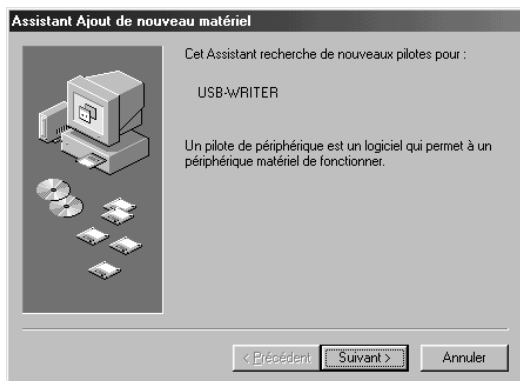 Assistant Ajout de nouveau matériel
Cet Assistant recherche de nouveaux pilotes pour :
USB-WRITER
Un pilote de périphérique est un logiciel qui permet à un
périphérique matériel de fonctionner.
< Précédent
Suivant >
Annuler